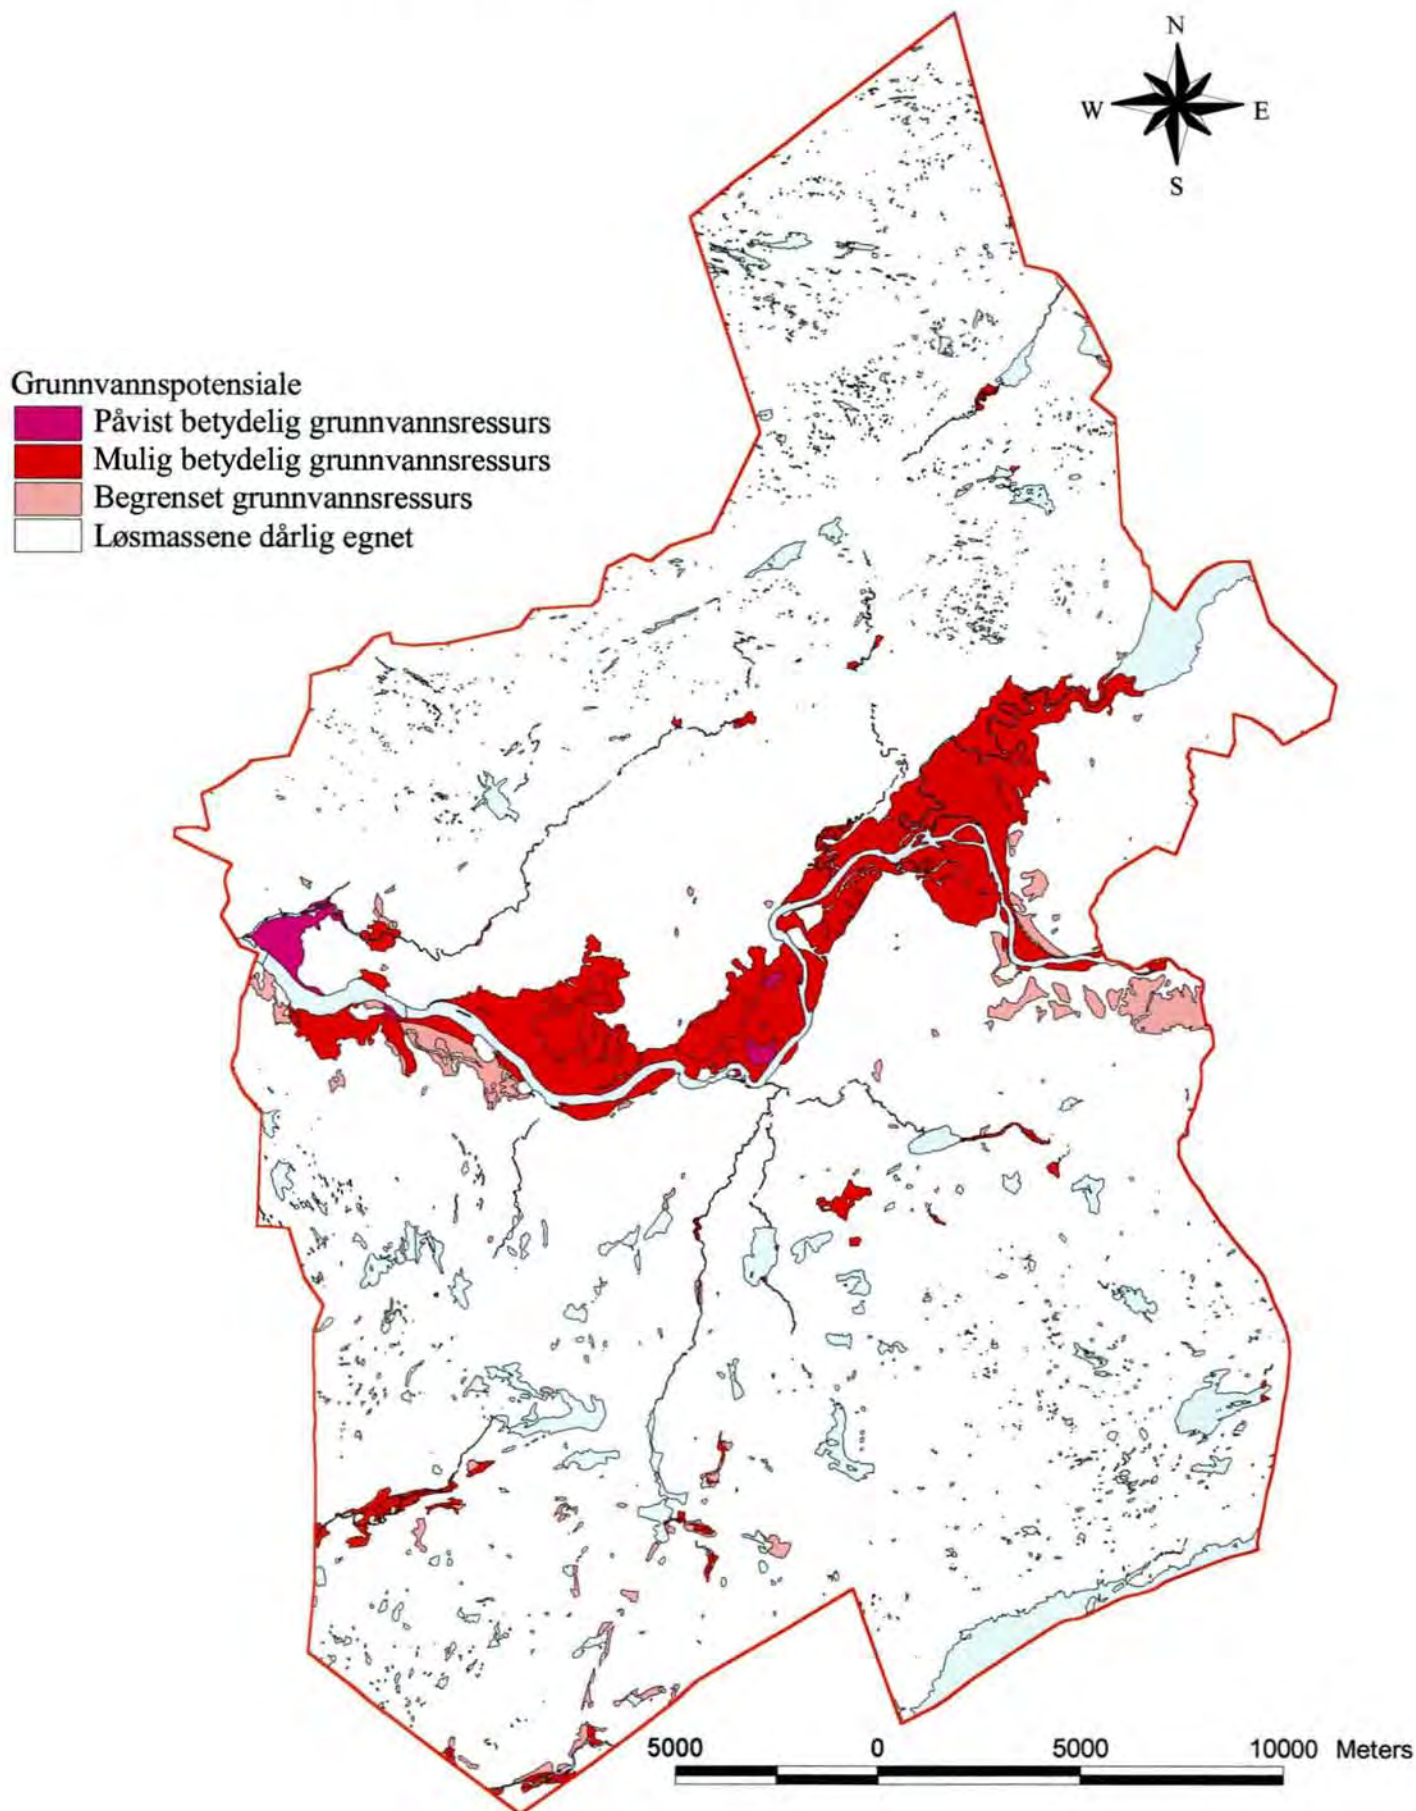 N
W E
S
Grunnvannspotensiale
Påvist betydelig grunnvannsressurs
Mulig betydelig grunnvannsressurs
Begrenset grunnvannsressurs
Løsmassene dårlig egnet
5000 0 5000 10000 Meters